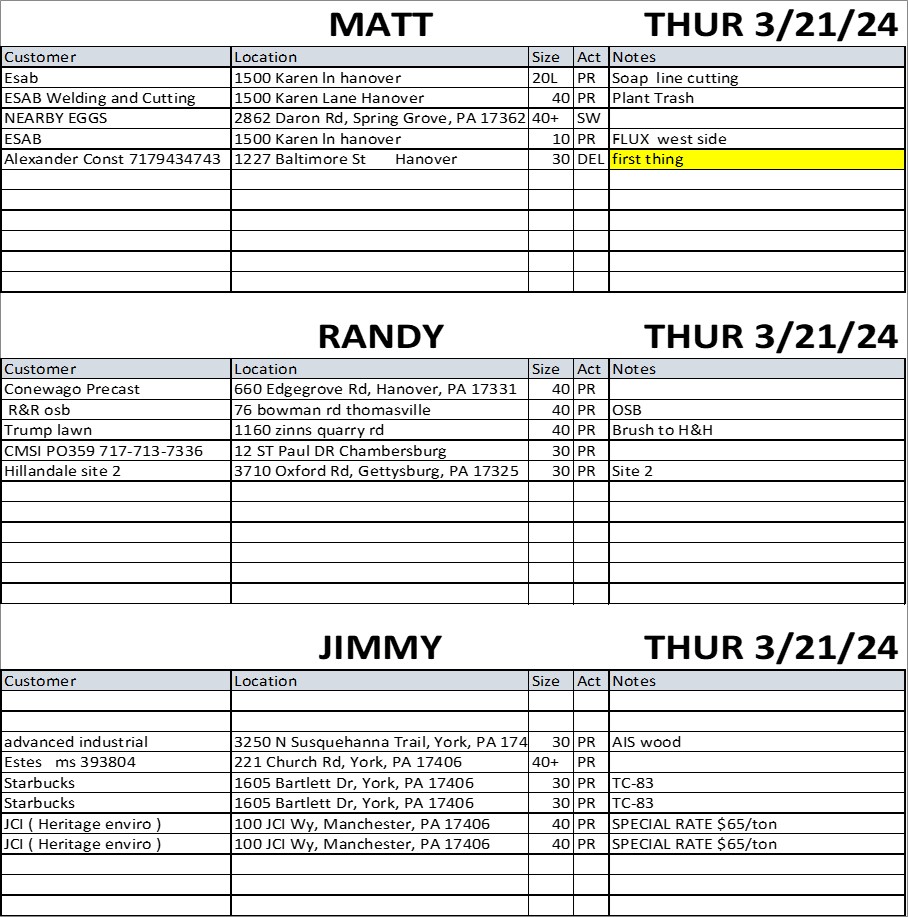 MATT THUR 3/21/24
Customer Location Size Act Notes
Esab 1500 Karen ln hanover 20L PR Soap line cutting
ESAB Welding and Cutting 1500 Karen Lane Hanover 40 PR Plant Trash
NEARBY EGGS 2862 Daron Rd, Spring Grove, PA 17362 40+ SW
ESAB 1500 Karen ln hanover 10 PR FLUX west side
Alexander Const 7179434743 1227 Baltimore St Hanover 30 DEL first thing
RANDY THUR 3/21/24
Customer Location Size Act Notes
Conewago Precast 660 Edgegrove Rd, Hanover, PA 17331 40 PR
R&R osb 76 bowman rd thomasville 40 PR OSB
Trump lawn 1160 zinns quarry rd 40 PR Brush to H&H
CMSI PO359 717-713-7336 12 ST Paul DR Chambersburg 30 PR
Hillandale site 2 3710 Oxford Rd, Gettysburg, PA 17325 30 PR Site 2
JIMMY THUR 3/21/24
Customer Location Size Act Notes
advanced industrial 3250 N Susquehanna Trail, York, PA 174 30 PR AIS wood
Estes ms 393804 221 Church Rd, York, PA 17406 40+ PR
Starbucks 1605 Bartlett Dr, York, PA 17406 30 PR TC-83
Starbucks 1605 Bartlett Dr, York, PA 17406 30 PR TC-83
JCI ( Heritage enviro ) 100 JCI Wy, Manchester, PA 17406 40 PR SPECIAL RATE $65/ton
JCI ( Heritage enviro ) 100 JCI Wy, Manchester, PA 17406 40 PR SPECIAL RATE $65/ton